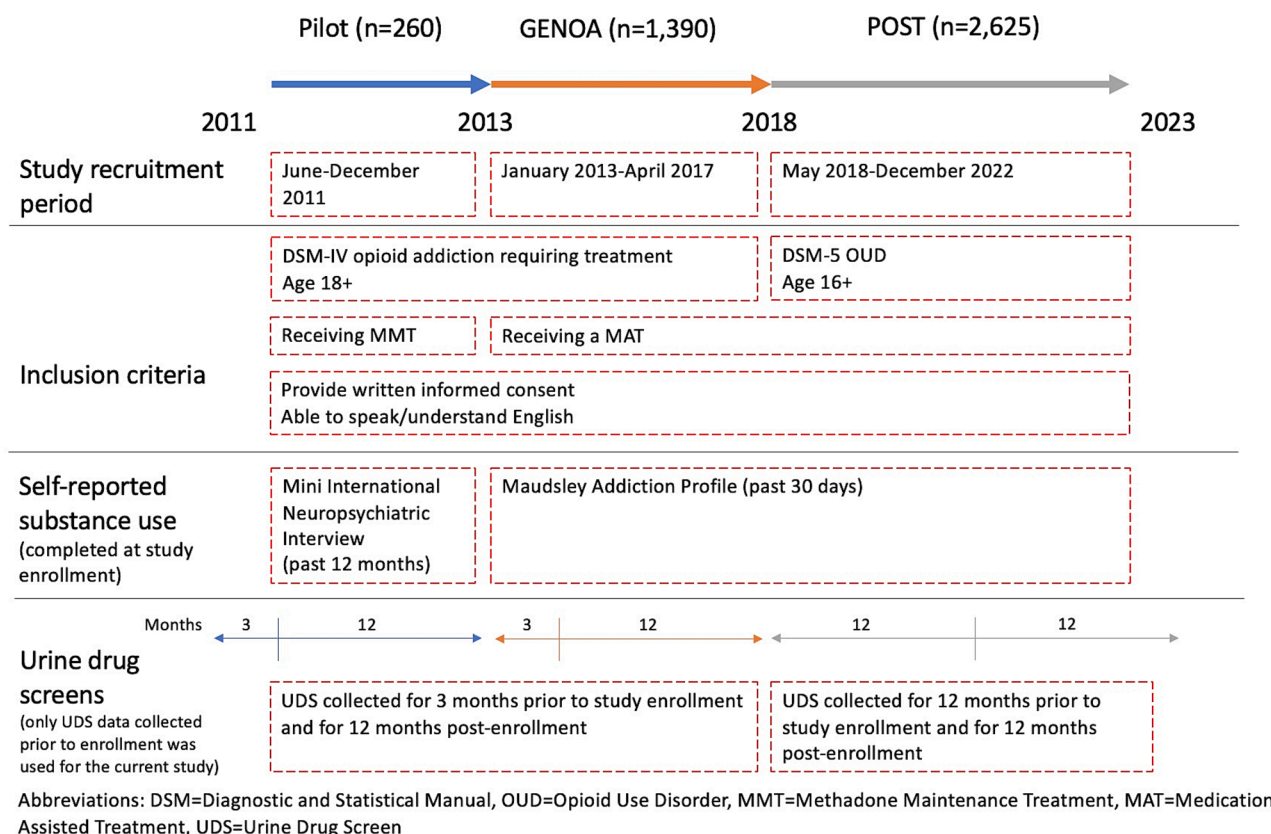 Pilot (n=260) GENOA (n=1,390) POST (n=2,625)
2011 2013 2018 2023
Study recruitment
period
June-December
2011
January 2013-April 2017
May 2018-December 2022
Inclusion criteria
DSM-IV opioid addiction requiring treatment
Age 18+
DSM-5 OUD
Age 16+
Receiving MMT
Receiving a MAT
Provide written informed consent
Able to speak/understand English
Self-reported
substance use
(completed at study
enrollment)
Mini International
Neuropsychiatric
Interview
(past 12 months)
Maudsley Addiction Profile (past 30 days)
Months 3 12 3 12 12 12
Urine drug
screens
(only UDS data collected
prior to enrollment was
used for the current study)
UDS collected for 3 months prior to study enrollment
and for 12 months post-enrollment
UDS collected for 12 months prior to
study enrollment and for 12 months
post-enrollment
Abbreviations: DSM=Diagnostic and Statistical Manual, OUD=Opioid Use Disorder, MMT=Methadone Maintenance Treatment, MAT=Medication
Assisted Treatment, UDS=Urine Drug Screen